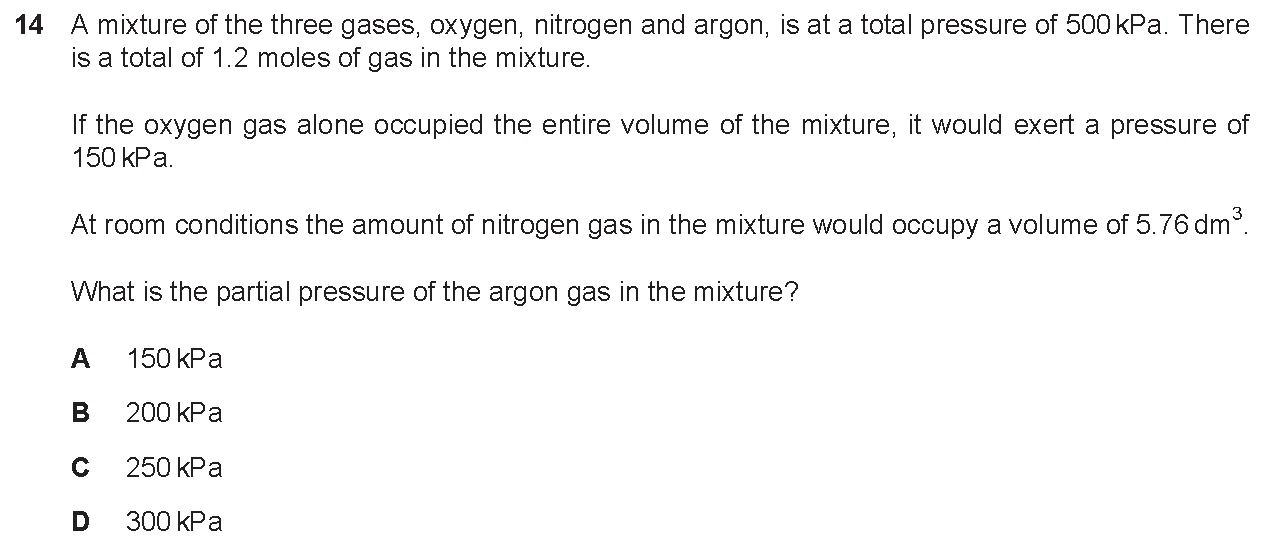 14 A mixture of the three gases, oxygen, nitrogen and argon, is at a total pressure of 500 kPa. There
is a total of 1.2 moles of gas in the mixture.
If the oxygen gas alone occupied the entire volume of the mixture, it would exert a pressure of
150 kPa.
At room conditions the amount of nitrogen gas in the mixture would occupy a volume of 5.76 dm³.
What is the partial pressure of the argon gas in the mixture?
A 150 kPa
B 200 kPa
C 250 kPa
D 300 kPa